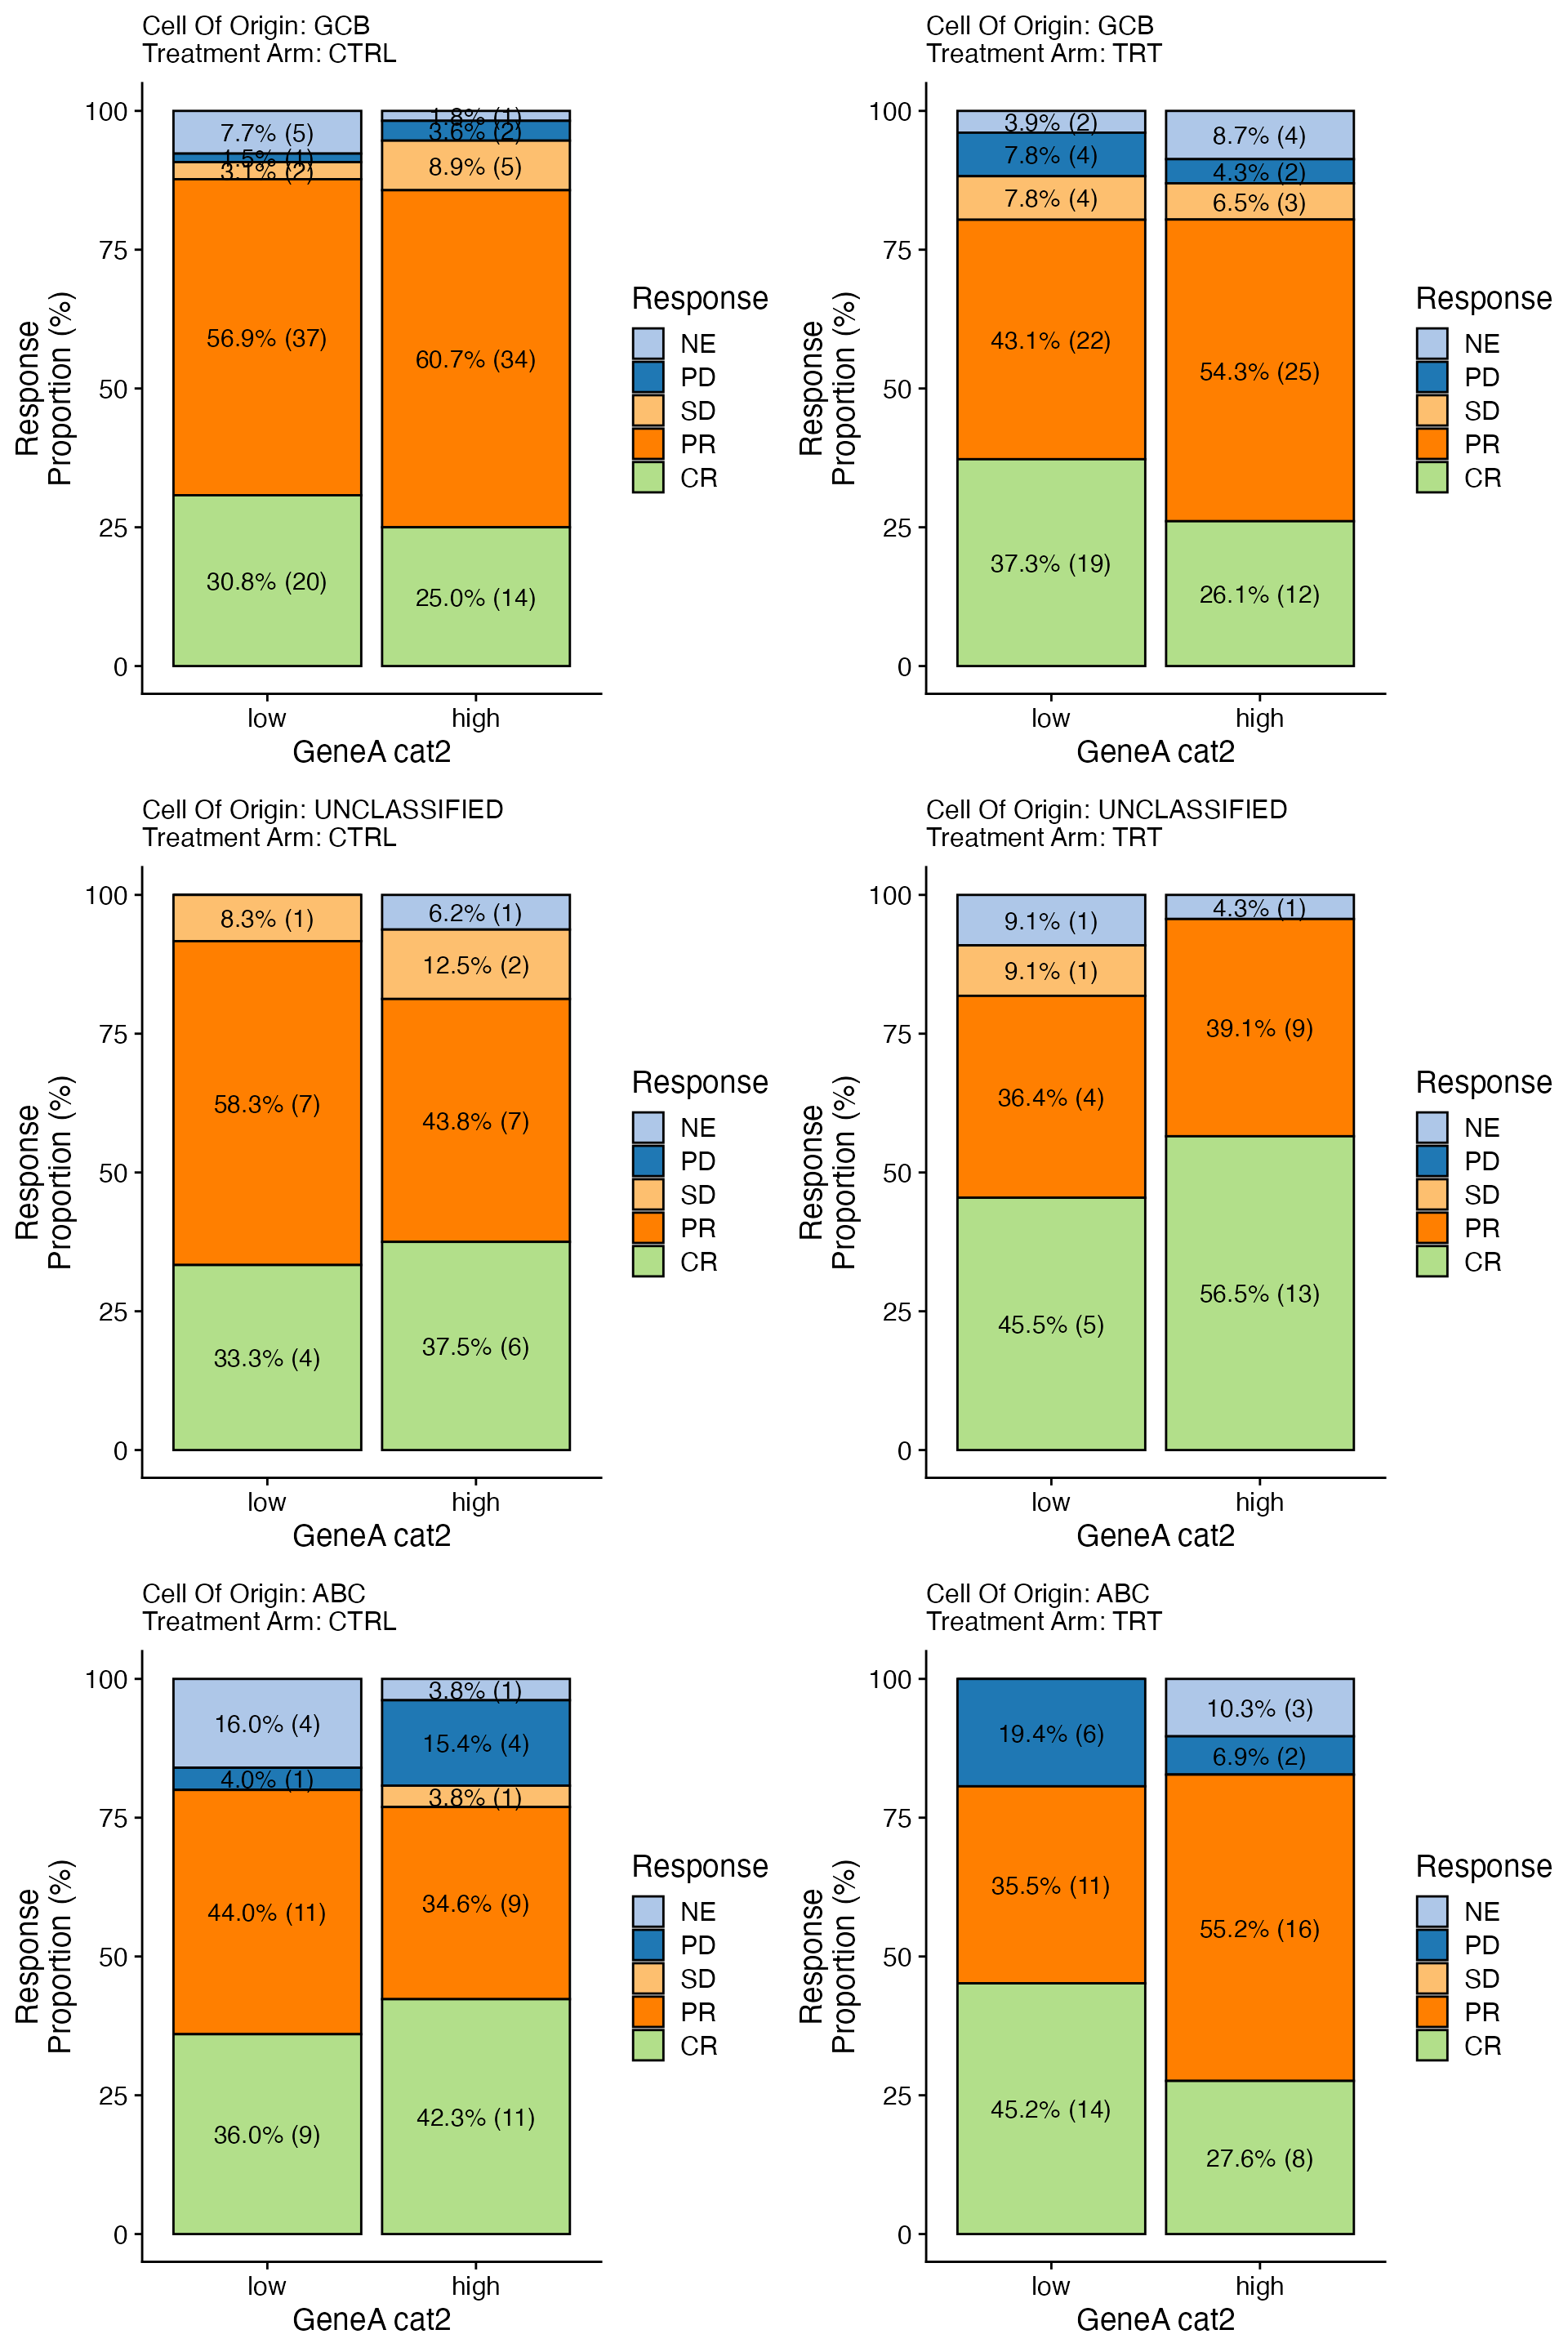 Cell Of Origin: GCB
Treatment Arm: CTRL
100
75
50
25
0
Response
Proportion (%)
7.7% (5)
1.5% (1)
3.1% (2)
56.9% (37)
30.8% (20)
1.8% (1)
3.6% (2)
8.9% (5)
60.7% (34)
25.0% (14)
low
high
GeneA cat2
Response
NE
PD
SD
PR
CR
Cell Of Origin: GCB
Treatment Arm: TRT
100
75
50
25
0
Response
Proportion (%)
3.9% (2)
7.8% (4)
7.8% (4)
43.1% (22)
37.3% (19)
8.7% (4)
4.3% (2)
6.5% (3)
54.3% (25)
26.1% (12)
low
high
GeneA cat2
Response
NE
PD
SD
PR
CR
Cell Of Origin: UNCLASSIFIED
Treatment Arm: CTRL
100
75
50
25
0
Response
Proportion (%)
8.3% (1)
58.3% (7)
33.3% (4)
6.2% (1)
12.5% (2)
43.8% (7)
37.5% (6)
low
high
GeneA cat2
Response
NE
PD
SD
PR
CR
Cell Of Origin: UNCLASSIFIED
Treatment Arm: TRT
100
75
50
25
0
Response
Proportion (%)
9.1% (1)
9.1% (1)
36.4% (4)
45.5% (5)
4.3% (1)
39.1% (9)
56.5% (13)
low
high
GeneA cat2
Response
NE
PD
SD
PR
CR
Cell Of Origin: ABC
Treatment Arm: CTRL
100
75
50
25
0
Response
Proportion (%)
16.0% (4)
4.0% (1)
44.0% (11)
36.0% (9)
3.8% (1)
15.4% (4)
3.8% (1)
34.6% (9)
42.3% (11)
low
high
GeneA cat2
Response
NE
PD
SD
PR
CR
Cell Of Origin: ABC
Treatment Arm: TRT
100
75
50
25
0
Response
Proportion (%)
19.4% (6)
35.5% (11)
45.2% (14)
10.3% (3)
6.9% (2)
55.2% (16)
27.6% (8)
low
high
GeneA cat2
Response
NE
PD
SD
PR
CR